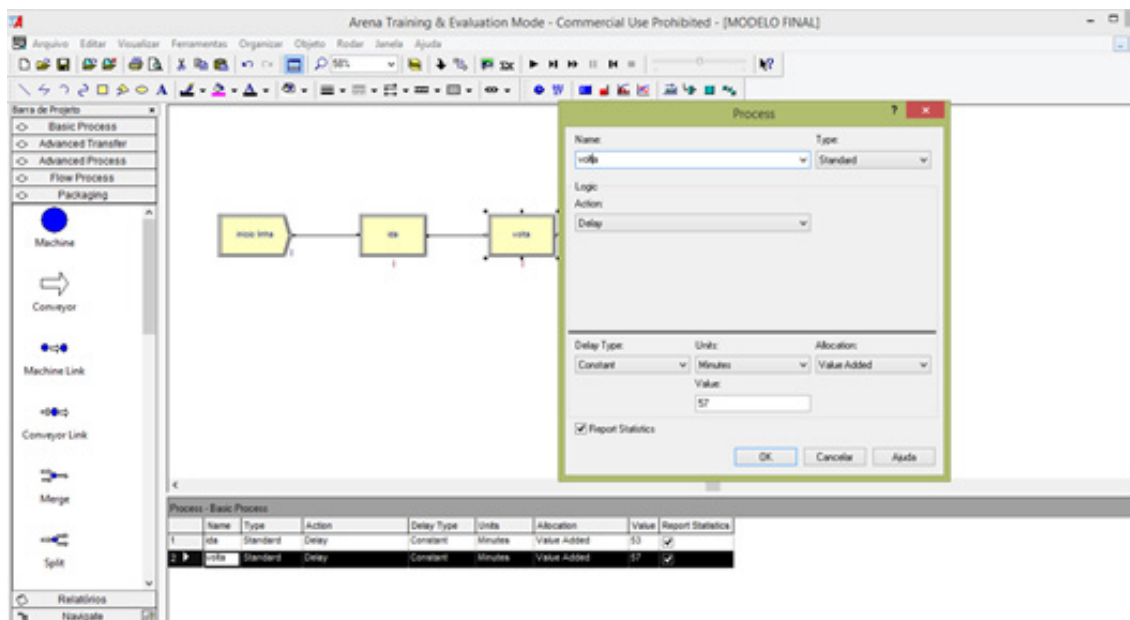 Arena Training & Evaluation Mode - Commercial Use Prohibited - [MODELO FINAL]
Arquivo Editar Visualizar Ferramentas Organizar Objeto Rodar Janela Ajuda
58%
Barra de Projeto
Basic Process
Advanced Transfer
Advanced Process
Flow Process
Packaging
Machine
Conveyor
Machine Link
Conveyor Link
Merge
Split
Relatórios
Navigate
inicio linha
ida
volta
Process
Name: Type:
volta Standard
Logic
Action:
Delay
Delay Type: Units: Allocation:
Constant Minutes Value Added
Value:
57
Report Statistics
OK Cancelar Ajuda
Process - Basic Process
Name Type Action Delay Type Units Allocation Value Report Statistics
1 ida Standard Delay Constant Minutes Value Added 53
2 volta Standard Delay Constant Minutes Value Added 57